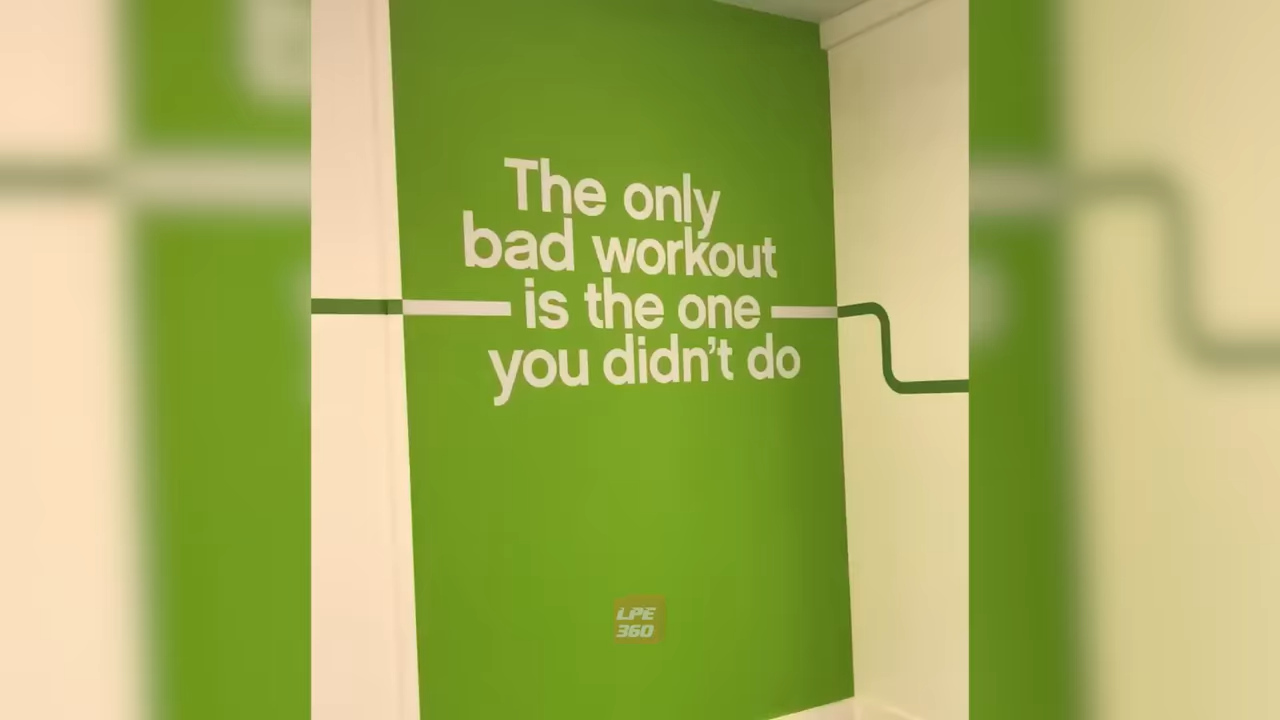 The only
bad workout
is the one
you didn't do
LPE
360